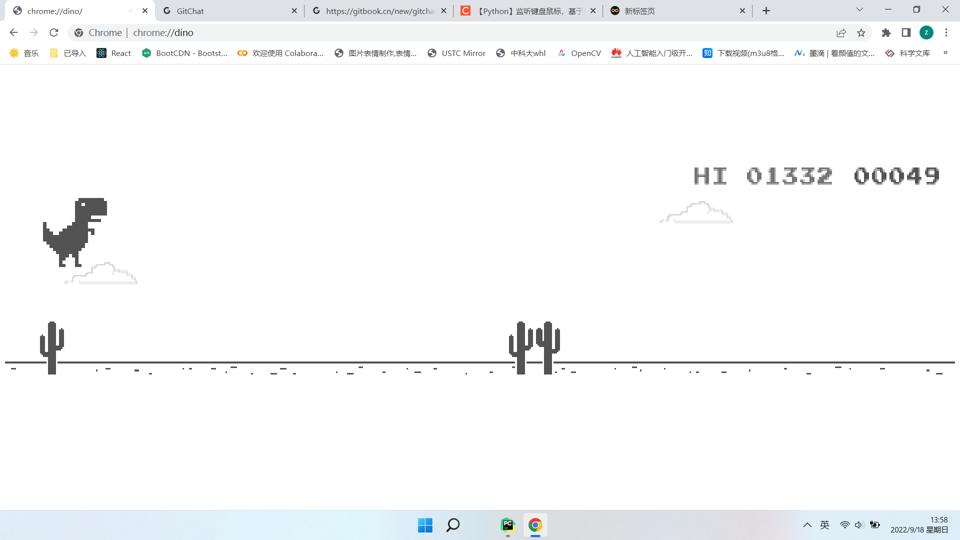 chrome://dino/
GitChat
https://gitbook.cn/new/gitcha
【Python】监听键盘鼠标，基于
新标签页
Chrome | chrome://dino
z
音乐
已导入
React
BootCDN - Bootst...
欢迎使用 Colabora...
图片表情制作,表情...
USTC Mirror
中科大whl
OpenCV
人工智能入门极开...
知
下载视频(m3u8格...
墨滴 | 看颜值的文...
科学文库
»
HI 01332 00049
PC
英
13:58
2022/9/18 星期日